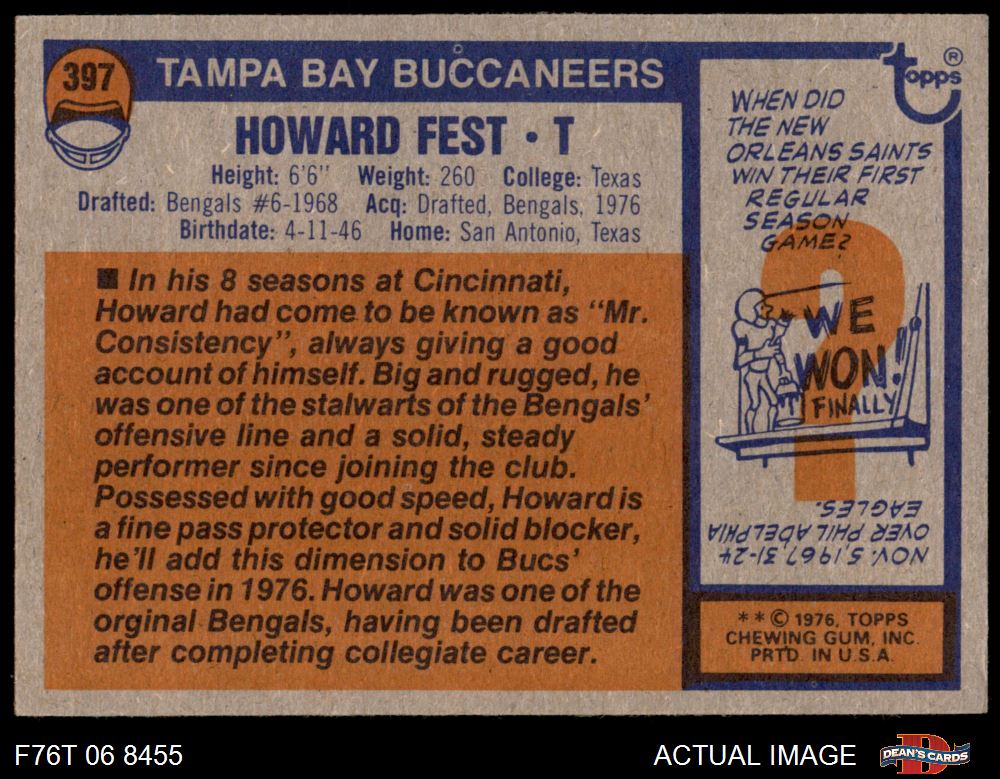 397
TAMPA BAY BUCCANEERS
HOWARD FEST • T
Height: 6'6" Weight: 260 College: Texas
Drafted: Bengals #6-1968 Acq: Drafted, Bengals, 1976
Birthdate: 4-11-46 Home: San Antonio, Texas
■ In his 8 seasons at Cincinnati,
Howard had come to be known as "Mr.
Consistency", always giving a good
account of himself. Big and rugged, he
was one of the stalwarts of the Bengals'
offensive line and a solid, steady
performer since joining the club.
Possessed with good speed, Howard is
a fine pass protector and solid blocker,
he'll add this dimension to Bucs'
offense in 1976. Howard was one of the
orginal Bengals, having been drafted
after completing collegiate career.
topps ®
WHEN DID
THE NEW
ORLEANS SAINTS
WIN THEIR FIRST
REGULAR
SEASON
GAME?
WE
WON!
FINALLY
NOV. 5, 1967, 31-24
OVER PHILADELPHIA
EAGLES.
* * © 1976, TOPPS
CHEWING GUM, INC.
PRTD. IN U.S.A.
F76T 06 8455
ACTUAL IMAGE
DEAN'S CARDS